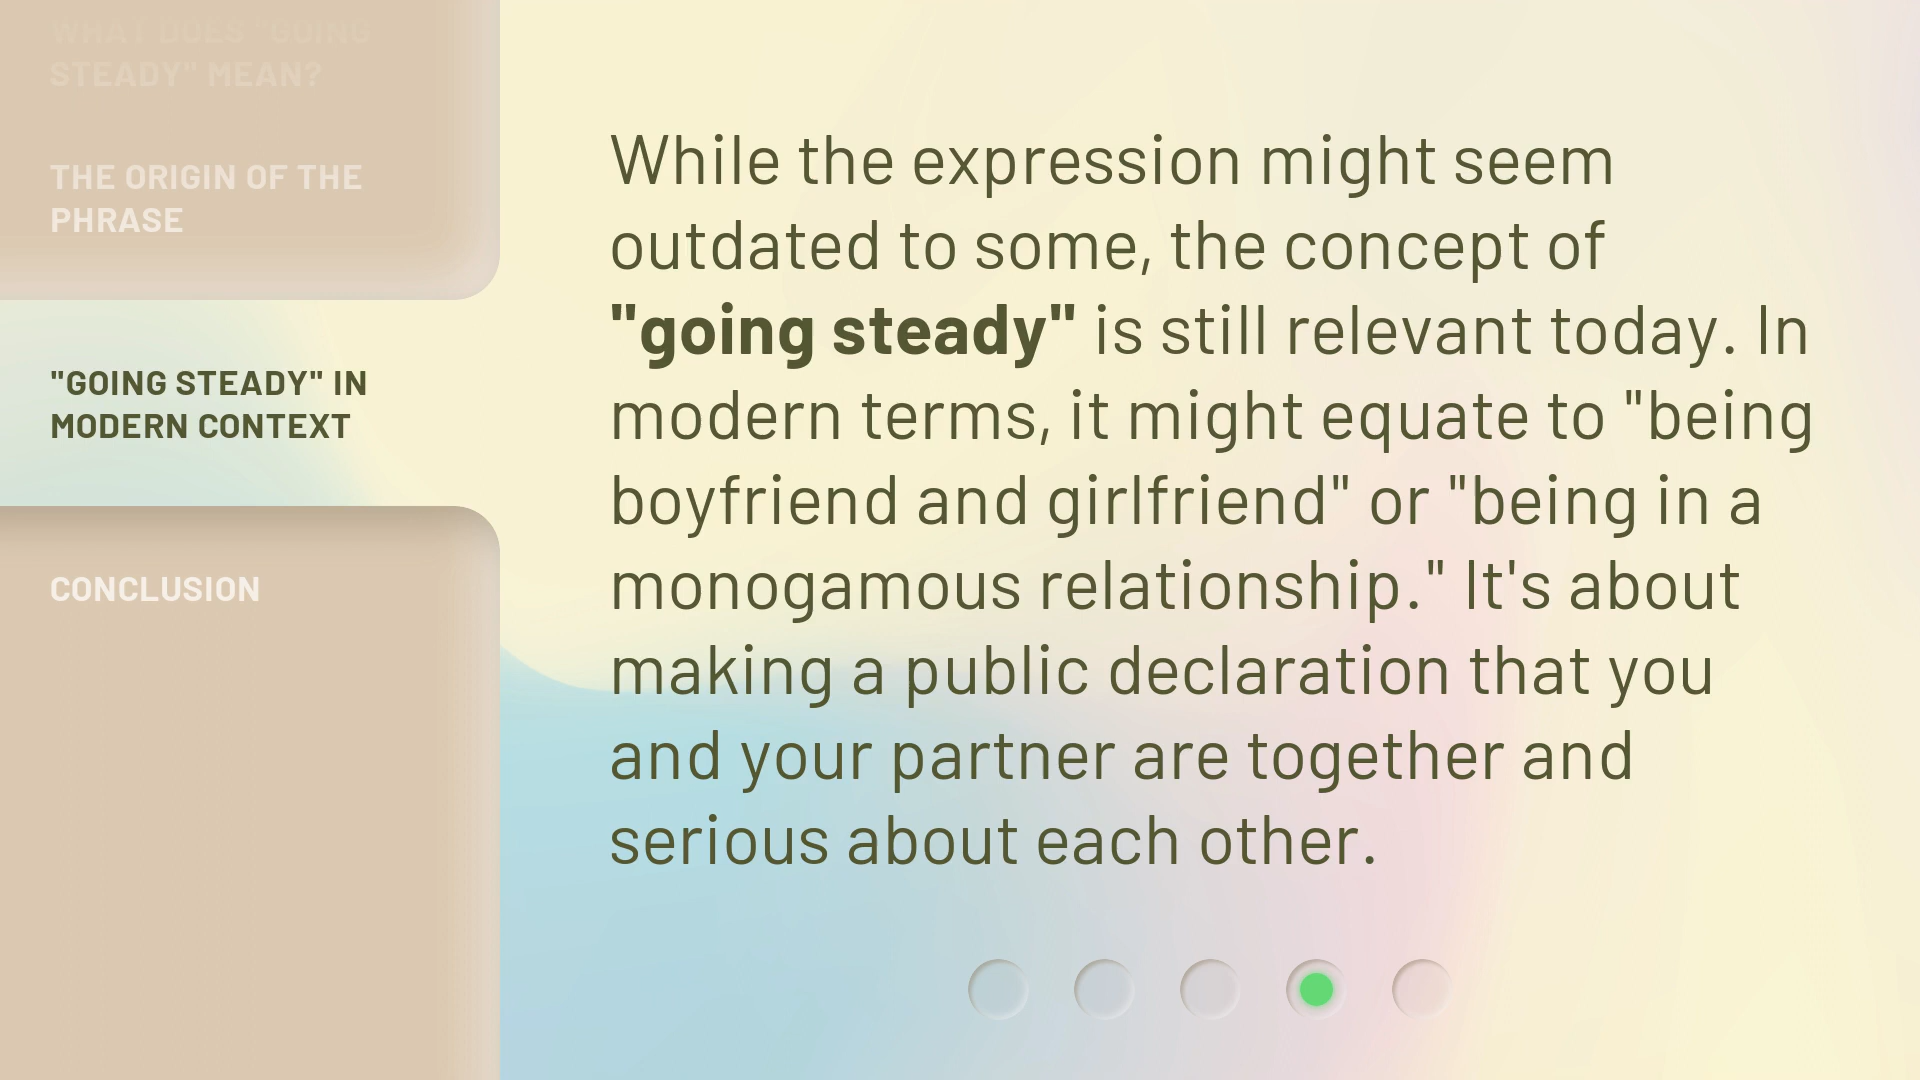 WHAT DOES "GOING
STEADY" MEAN?
THE ORIGIN OF THE
PHRASE
"GOING STEADY" IN
MODERN CONTEXT
CONCLUSION
While the expression might seem
outdated to some, the concept of
"going steady" is still relevant today. In
modern terms, it might equate to "being
boyfriend and girlfriend" or "being in a
monogamous relationship." It's about
making a public declaration that you
and your partner are together and
serious about each other.